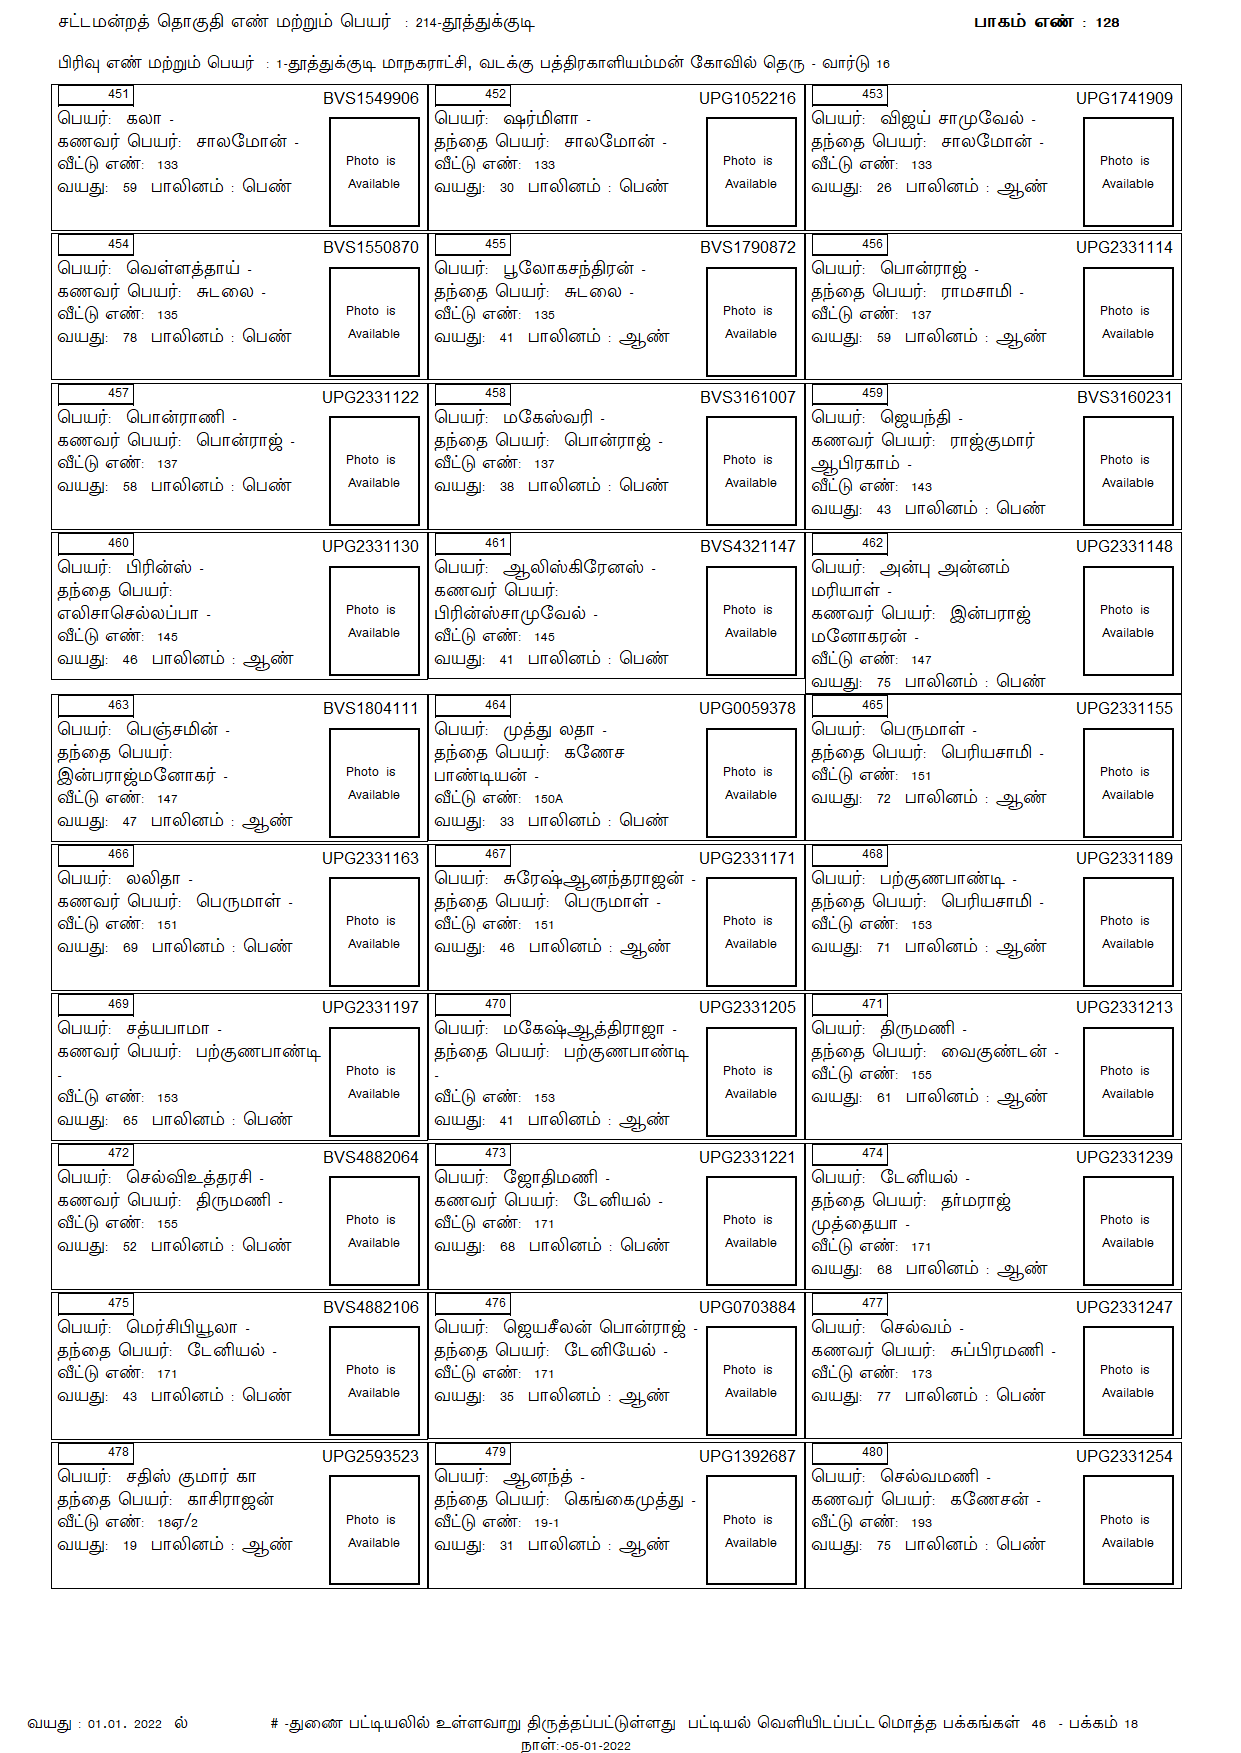 சட்டமன்றத் தொகுதி எண் மற்றும் பெயர் : 214-தூத்துக்குடி பாகம் எண் : 128
பிரிவு எண் மற்றும் பெயர் : 1-தூத்துக்குடி மாநகராட்சி, வடக்கு பத்திரகாளியம்மன் கோவில் தெரு - வார்டு 16
451 BVS1549906
பெயர்: கலா -
கணவர் பெயர்: சாலமோன் -
வீட்டு எண்: 133
வயது: 59 பாலினம் : பெண்
Photo is
Available
452 UPG1052216
பெயர்: ஷர்மிளா -
தந்தை பெயர்: சாலமோன் -
வீட்டு எண்: 133
வயது: 30 பாலினம் : பெண்
Photo is
Available
453 UPG1741909
பெயர்: விஜய் சாமுவேல் -
தந்தை பெயர்: சாலமோன் -
வீட்டு எண்: 133
வயது: 26 பாலினம் : ஆண்
Photo is
Available
454 BVS1550870
பெயர்: வெள்ளத்தாய் -
கணவர் பெயர்: சுடலை -
வீட்டு எண்: 135
வயது: 78 பாலினம் : பெண்
Photo is
Available
455 BVS1790872
பெயர்: பூலோகசந்திரன் -
தந்தை பெயர்: சுடலை -
வீட்டு எண்: 135
வயது: 41 பாலினம் : ஆண்
Photo is
Available
456 UPG2331114
பெயர்: பொன்ராஜ் -
தந்தை பெயர்: ராமசாமி -
வீட்டு எண்: 137
வயது: 59 பாலினம் : ஆண்
Photo is
Available
457 UPG2331122
பெயர்: பொன்ராணி -
கணவர் பெயர்: பொன்ராஜ் -
வீட்டு எண்: 137
வயது: 58 பாலினம் : பெண்
Photo is
Available
458 BVS3161007
பெயர்: மகேஸ்வரி -
தந்தை பெயர்: பொன்ராஜ் -
வீட்டு எண்: 137
வயது: 38 பாலினம் : பெண்
Photo is
Available
459 BVS3160231
பெயர்: ஜெயந்தி -
கணவர் பெயர்: ராஜ்குமார்
ஆபிரகாம் -
வீட்டு எண்: 143
வயது: 43 பாலினம் : பெண்
Photo is
Available
460 UPG2331130
பெயர்: பிரின்ஸ் -
தந்தை பெயர்:
எலிசாசெல்லப்பா -
வீட்டு எண்: 145
வயது: 46 பாலினம் : ஆண்
Photo is
Available
461 BVS4321147
பெயர்: ஆலிஸ்கிரேனஸ் -
கணவர் பெயர்:
பிரின்ஸ்சாமுவேல் -
வீட்டு எண்: 145
வயது: 41 பாலினம் : பெண்
Photo is
Available
462 UPG2331148
பெயர்: அன்பு அன்னம்
மரியாள் -
கணவர் பெயர்: இன்பராஜ்
மனோகரன் -
வீட்டு எண்: 147
வயது: 75 பாலினம் : பெண்
Photo is
Available
463 BVS1804111
பெயர்: பெஞ்சமின் -
தந்தை பெயர்:
இன்பராஜ்மனோகர் -
வீட்டு எண்: 147
வயது: 47 பாலினம் : ஆண்
Photo is
Available
464 UPG0059378
பெயர்: முத்து லதா -
தந்தை பெயர்: கணேச
பாண்டியன் -
வீட்டு எண்: 150A
வயது: 33 பாலினம் : பெண்
Photo is
Available
465 UPG2331155
பெயர்: பெருமாள் -
தந்தை பெயர்: பெரியசாமி -
வீட்டு எண்: 151
வயது: 72 பாலினம் : ஆண்
Photo is
Available
466 UPG2331163
பெயர்: லலிதா -
கணவர் பெயர்: பெருமாள் -
வீட்டு எண்: 151
வயது: 69 பாலினம் : பெண்
Photo is
Available
467 UPG2331171
பெயர்: சுரேஷ்ஆனந்தராஜன் -
தந்தை பெயர்: பெருமாள் -
வீட்டு எண்: 151
வயது: 46 பாலினம் : ஆண்
Photo is
Available
468 UPG2331189
பெயர்: பற்குணபாண்டி -
தந்தை பெயர்: பெரியசாமி -
வீட்டு எண்: 153
வயது: 71 பாலினம் : ஆண்
Photo is
Available
469 UPG2331197
பெயர்: சத்யபாமா -
கணவர் பெயர்: பற்குணபாண்டி
-
வீட்டு எண்: 153
வயது: 65 பாலினம் : பெண்
Photo is
Available
470 UPG2331205
பெயர்: மகேஷ்ஆத்திராஜா -
தந்தை பெயர்: பற்குணபாண்டி
-
வீட்டு எண்: 153
வயது: 41 பாலினம் : ஆண்
Photo is
Available
471 UPG2331213
பெயர்: திருமணி -
தந்தை பெயர்: வைகுண்டன் -
வீட்டு எண்: 155
வயது: 61 பாலினம் : ஆண்
Photo is
Available
472 BVS4882064
பெயர்: செல்விஉத்தரசி -
கணவர் பெயர்: திருமணி -
வீட்டு எண்: 155
வயது: 52 பாலினம் : பெண்
Photo is
Available
473 UPG2331221
பெயர்: ஜோதிமணி -
கணவர் பெயர்: டேனியல் -
வீட்டு எண்: 171
வயது: 68 பாலினம் : பெண்
Photo is
Available
474 UPG2331239
பெயர்: டேனியல் -
தந்தை பெயர்: தர்மராஜ்
முத்தையா -
வீட்டு எண்: 171
வயது: 68 பாலினம் : ஆண்
Photo is
Available
475 BVS4882106
பெயர்: மெர்சிபியூலா -
தந்தை பெயர்: டேனியல் -
வீட்டு எண்: 171
வயது: 43 பாலினம் : பெண்
Photo is
Available
476 UPG0703884
பெயர்: ஜெயசீலன் பொன்ராஜ் -
தந்தை பெயர்: டேனியேல் -
வீட்டு எண்: 171
வயது: 35 பாலினம் : ஆண்
Photo is
Available
477 UPG2331247
பெயர்: செல்வம் -
கணவர் பெயர்: சுப்பிரமணி -
வீட்டு எண்: 173
வயது: 77 பாலினம் : பெண்
Photo is
Available
478 UPG2593523
பெயர்: சதிஸ் குமார் கா
தந்தை பெயர்: காசிராஜன்
வீட்டு எண்: 18ஏ/2
வயது: 19 பாலினம் : ஆண்
Photo is
Available
479 UPG1392687
பெயர்: ஆனந்த் -
தந்தை பெயர்: கெங்கைமுத்து -
வீட்டு எண்: 19-1
வயது: 31 பாலினம் : ஆண்
Photo is
Available
480 UPG2331254
பெயர்: செல்வமணி -
கணவர் பெயர்: கணேசன் -
வீட்டு எண்: 193
வயது: 75 பாலினம் : பெண்
Photo is
Available
வயது : 01.01. 2022 ல் # -துணை பட்டியலில் உள்ளவாறு திருத்தப்பட்டுள்ளது பட்டியல் வெளியிடப்பட்ட மொத்த பக்கங்கள் 46 - பக்கம் 18
நாள்:-05-01-2022